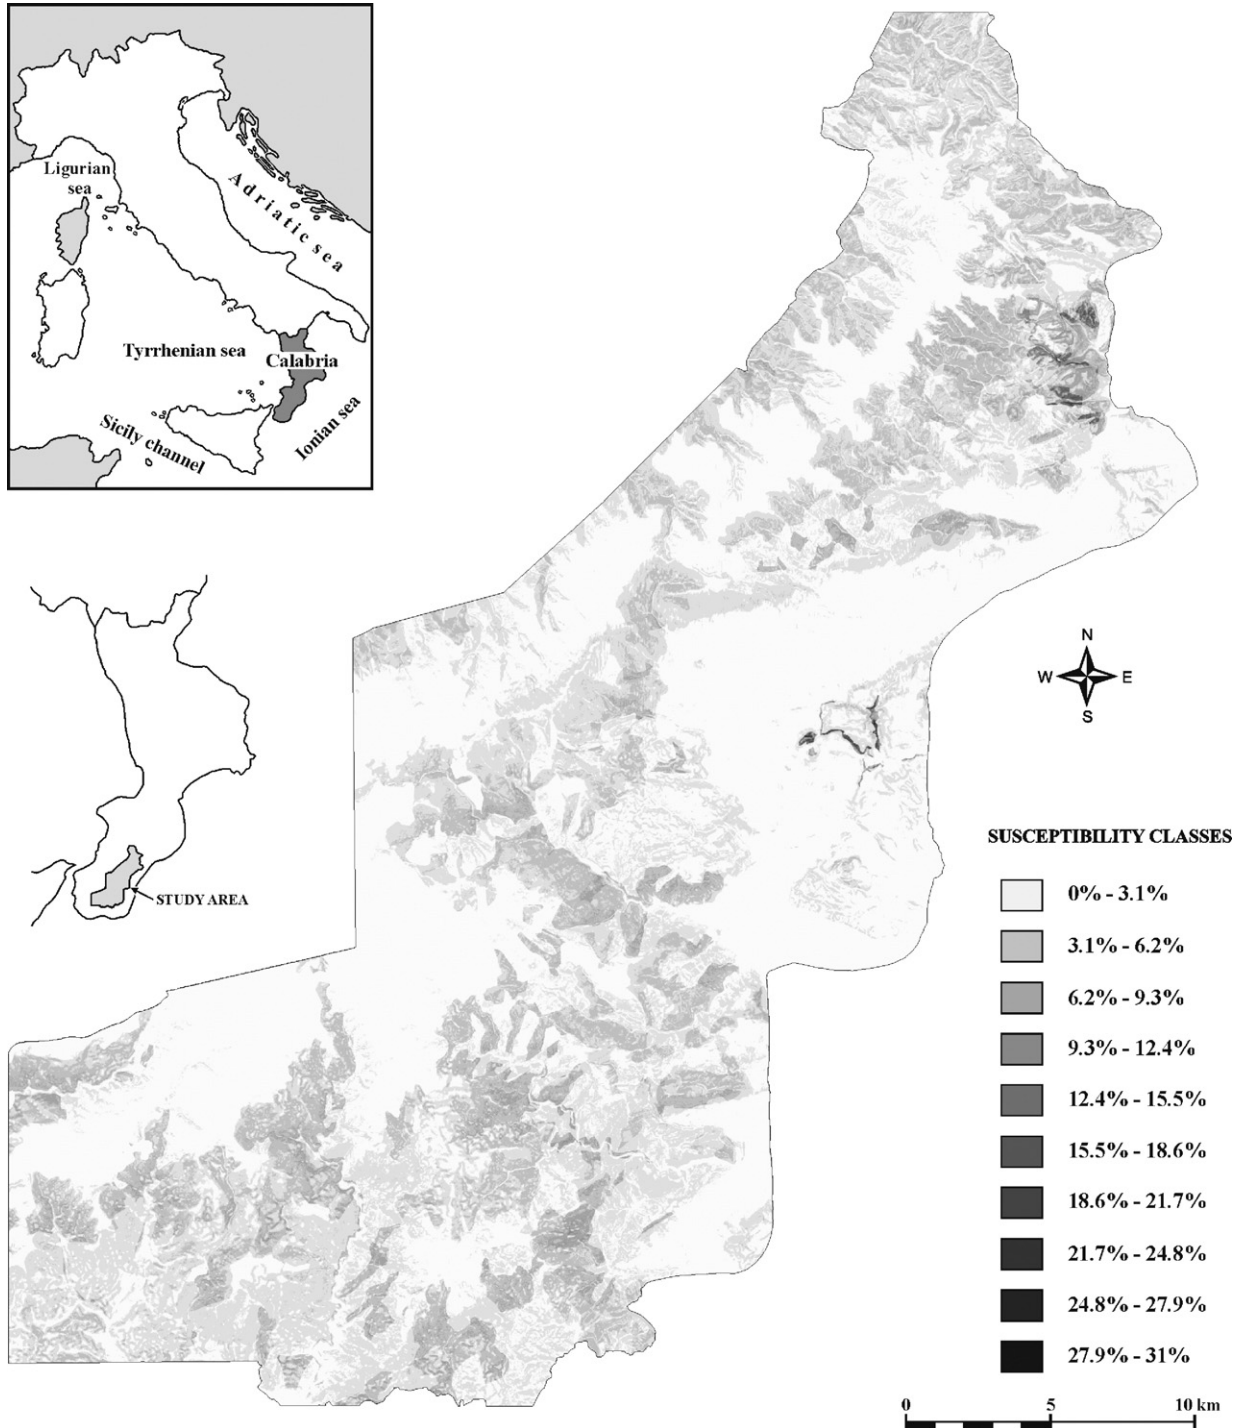 Ligurian
sea
Adriatic sea
Tyrrhenian sea
Calabria
Sicily channel
Ionian sea
STUDY AREA
N
W E
S
SUSCEPTIBILITY CLASSES
0% - 3.1%
3.1% - 6.2%
6.2% - 9.3%
9.3% - 12.4%
12.4% - 15.5%
15.5% - 18.6%
18.6% - 21.7%
21.7% - 24.8%
24.8% - 27.9%
27.9% - 31%
0 5 10 km